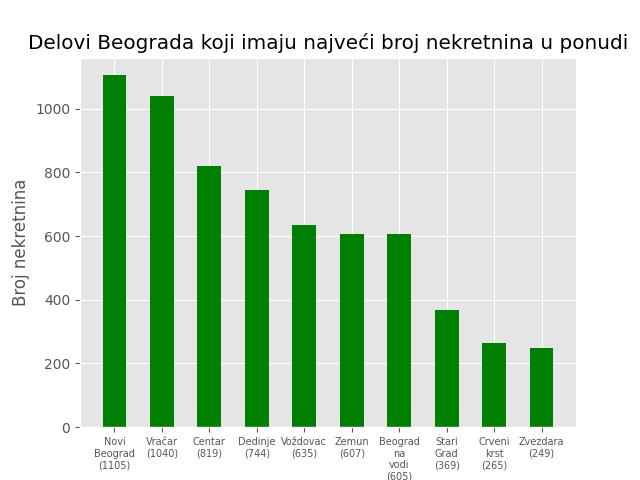 Delovi Beograda koji imaju najveći broj nekretnina u ponudi
Broj nekretnina
1000
800
600
400
200
0
Novi
Beograd
(1105)
Vračar
(1040)
Centar
(819)
Dedinje
(744)
Voždovac
(635)
Zemun
(607)
Beograd
na
vodi
(605)
Stari
Grad
(369)
Crveni
krst
(265)
Zvezdara
(249)